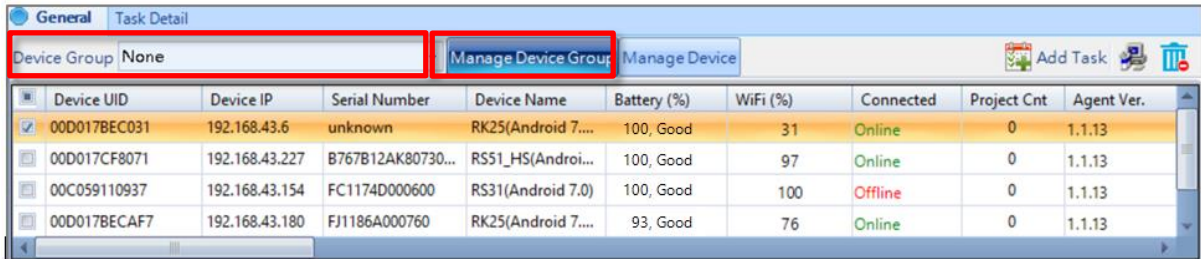 General Task Detail
Device Group None Manage Device Group Manage Device Add Task
Device UID Device IP Serial Number Device Name Battery (%) WiFi (%) Connected Project Cnt Agent Ver.
00D017BEC031 192.168.43.6 unknown RK25(Android 7.... 100, Good 31 Online 0 1.1.13
00D017CF8071 192.168.43.227 B767B12AK80730... RS51_HS(Androi... 100, Good 97 Online 0 1.1.13
00C059110937 192.168.43.154 FC1174D000600 RS31(Android 7.0) 100, Good 100 Offline 0 1.1.13
00D017BECAF7 192.168.43.180 FJ1186A000760 RK25(Android 7.... 93, Good 76 Online 0 1.1.13